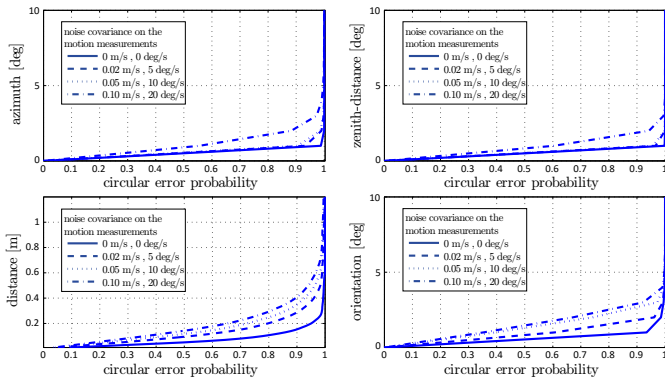 azimuth [deg]
10
5
0
noise covariance on the
motion measurements
0 m/s , 0 deg/s
0.02 m/s , 5 deg/s
0.05 m/s , 10 deg/s
0.10 m/s , 20 deg/s
0 0.1 0.2 0.3 0.4 0.5 0.6 0.7 0.8 0.9 1
circular error probability
zenith-distance [deg]
10
5
0
noise covariance on the
motion measurements
0 m/s , 0 deg/s
0.02 m/s , 5 deg/s
0.05 m/s , 10 deg/s
0.10 m/s , 20 deg/s
0 0.1 0.2 0.3 0.4 0.5 0.6 0.7 0.8 0.9 1
circular error probability
distance [m]
1
0.8
0.6
0.4
0.2
noise covariance on the
motion measurements
0 m/s , 0 deg/s
0.02 m/s , 5 deg/s
0.05 m/s , 10 deg/s
0.10 m/s , 20 deg/s
0 0.1 0.2 0.3 0.4 0.5 0.6 0.7 0.8 0.9 1
circular error probability
orientation [deg]
10
5
0
noise covariance on the
motion measurements
0 m/s , 0 deg/s
0.02 m/s , 5 deg/s
0.05 m/s , 10 deg/s
0.10 m/s , 20 deg/s
0 0.1 0.2 0.3 0.4 0.5 0.6 0.7 0.8 0.9 1
circular error probability